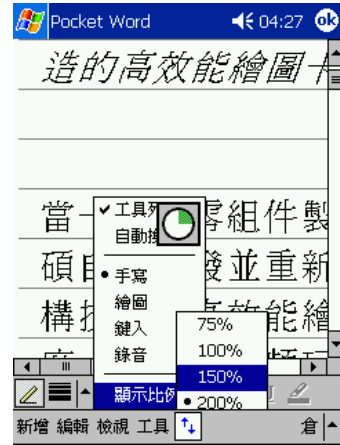 Pocket Word 04:27 ok
造的高效能繪圖卡
當 零組件製
碩 發並重新
構 高效能繪
工具列
自動
手寫
繪圖
鍵入
錄音
顯示比例
75%
100%
150%
200%
新增 編輯 檢視 工具 倉